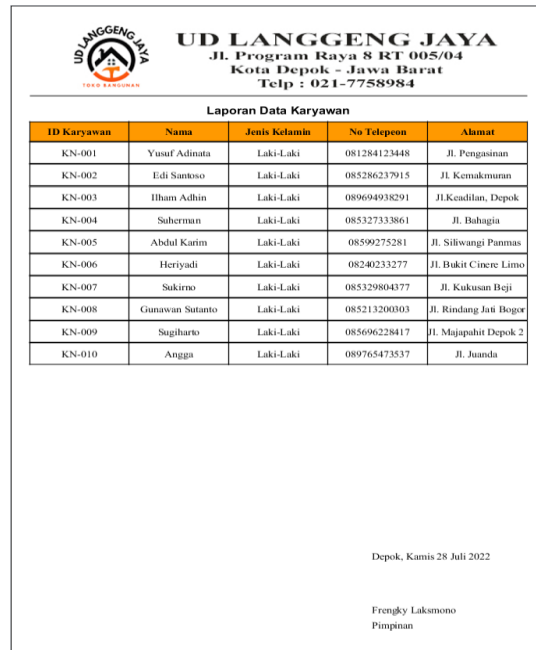 UD LANGGENG JAYA
TOKO BANGUNAN
UD LANGGENG JAYA
Jl. Program Raya 8 RT 005/04
Kota Depok - Jawa Barat
Telp : 021-7758984
Laporan Data Karyawan
ID Karyawan Nama Jenis Kelamin No Telepeon Alamat
KN-001 Yusuf Adinata Laki-Laki 081284123448 Jl. Pengasinan
KN-002 Edi Santoso Laki-Laki 085286237915 Jl. Kemakmuran
KN-003 Ilham Adhin Laki-Laki 089694938291 Jl.Keadilan, Depok
KN-004 Suherman Laki-Laki 085327333861 Jl. Bahagia
KN-005 Abdul Karim Laki-Laki 08599275281 Jl. Siliwangi Panmas
KN-006 Heriyadi Laki-Laki 08240233277 Jl. Bukit Cinere Limo
KN-007 Sukirno Laki-Laki 085329804377 Jl. Kukusan Beji
KN-008 Gunawan Sutanto Laki-Laki 085213200303 Jl. Rindang Jati Bogor
KN-009 Sugiharto Laki-Laki 085696228417 Jl. Majapahit Depok 2
KN-010 Angga Laki-Laki 089765473537 Jl. Juanda
Depok, Kamis 28 Juli 2022
Frengky Laksmono
Pimpinan